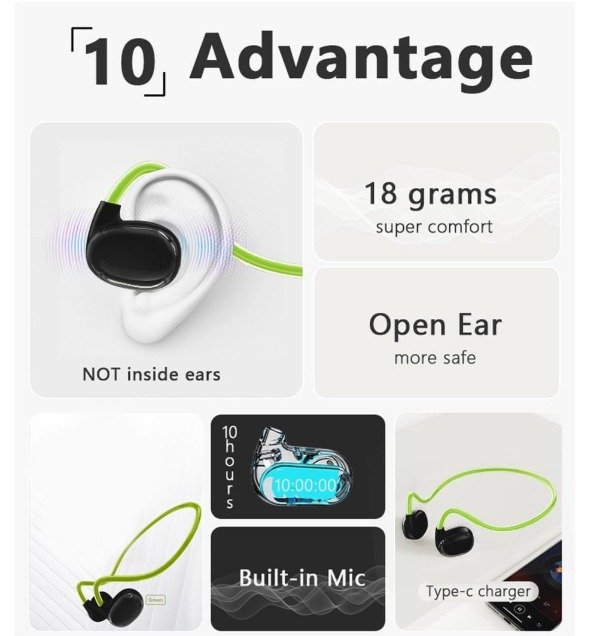 「10」 Advantage
NOT inside ears
18 grams
super comfort
Open Ear
more safe
Green
10
hours
10:00:00
Built-in Mic
Type-c charger